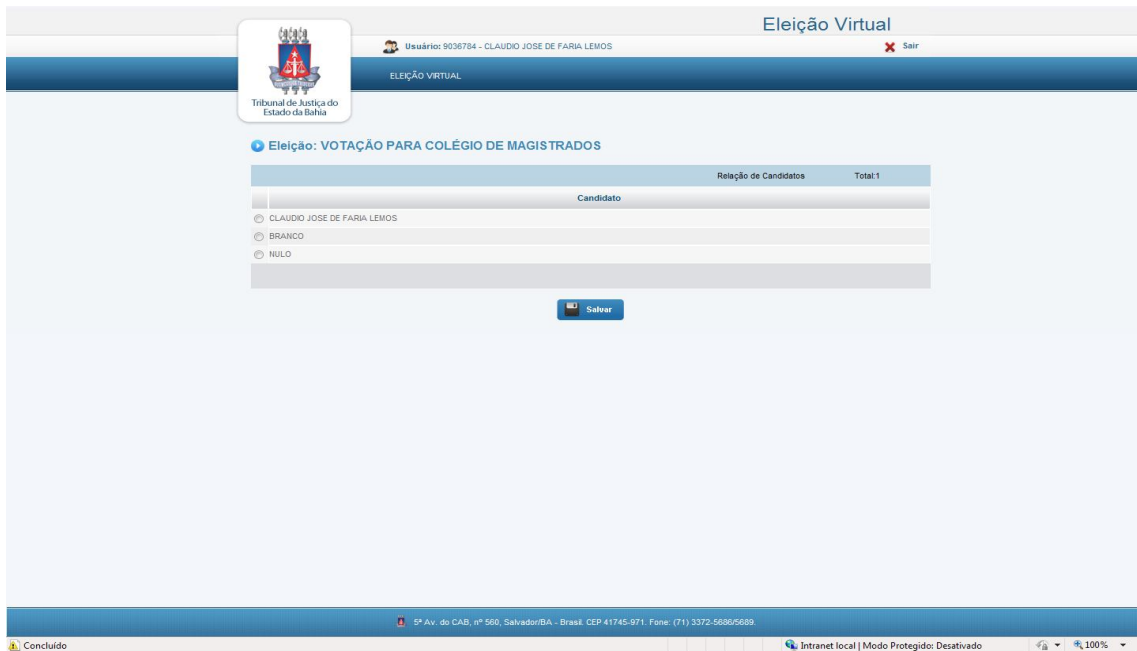 Eleição Virtual
Usuário: 9036784 - CLAUDIO JOSE DE FARIA LEMOS
Sair
ELEIÇÃO VIRTUAL
Tribunal de Justiça do
Estado da Bahia
Eleição: VOTAÇÃO PARA COLÉGIO DE MAGISTRADOS
Relação de Candidatos Total:1
Candidato
CLAUDIO JOSE DE FARIA LEMOS
BRANCO
NULO
Salvar
5ª Av. do CAB, nº 560, Salvador/BA - Brasil. CEP 41745-971. Fone: (71) 3372-5686/5689.
Concluído
Intranet local | Modo Protegido: Desativado
100%